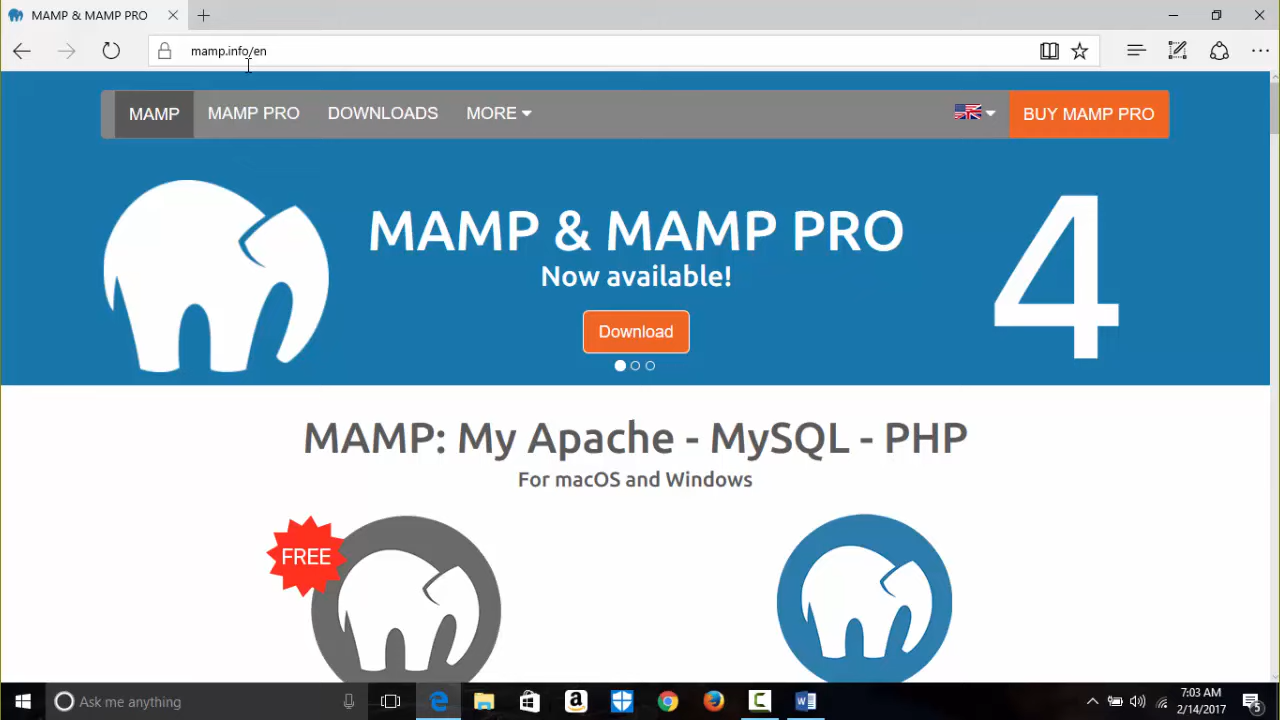 MAMP & MAMP PRO
mamp.info/en
MAMP MAMP PRO DOWNLOADS MORE BUY MAMP PRO
MAMP & MAMP PRO
Now available!
4
Download
MAMP: My Apache - MySQL - PHP
For macOS and Windows
FREE
Ask me anything
7:03 AM
2/14/2017
5